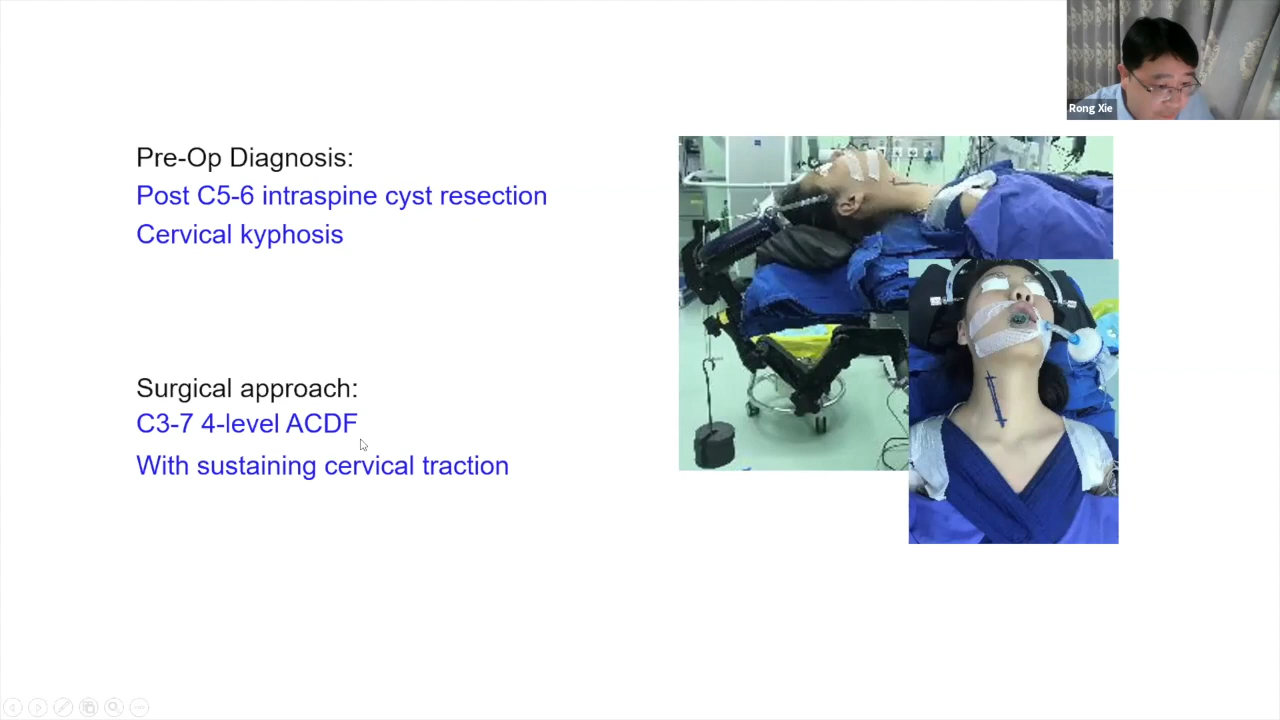 Rong Xie
Pre-Op Diagnosis:
Post C5-6 intraspine cyst resection
Cervical kyphosis
Surgical approach:
C3-7 4-level ACDF
With sustaining cervical traction